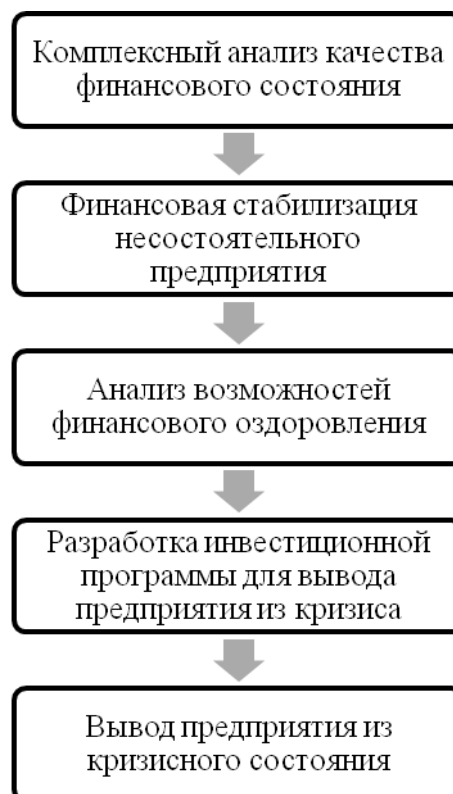 Комплексный анализ качества
финансового состояния
Финансовая стабилизация
несостоятельного
предприятия
Анализ возможностей
финансового оздоровления
Разработка инвестиционной
программы для вывода
предприятия из кризиса
Вывод предприятия из
кризисного состояния